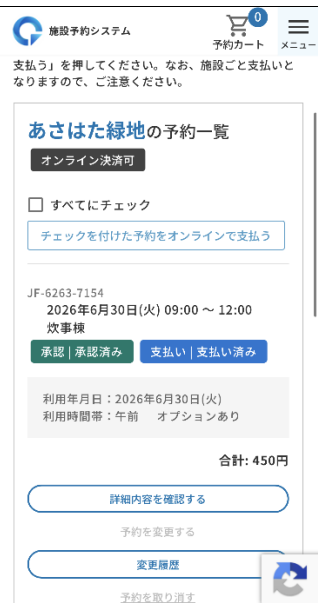 施設予約システム
0
予約カート
メニュー
支払う」を押してください。なお、施設ごと支払いと
なりますので、ご注意ください。
あさはた緑地の予約一覧
オンライン決済可
すべてにチェック
チェックを付けた予約をオンラインで支払う
JF-6263-7154
2026年6月30日(火) 09:00 ～ 12:00
炊事棟
承認 | 承認済み
支払い | 支払い済み
利用年月日：2026年6月30日(火)
利用時間帯：午前 オプションあり
合計: 450円
詳細内容を確認する
予約を変更する
変更履歴
予約を取り消す